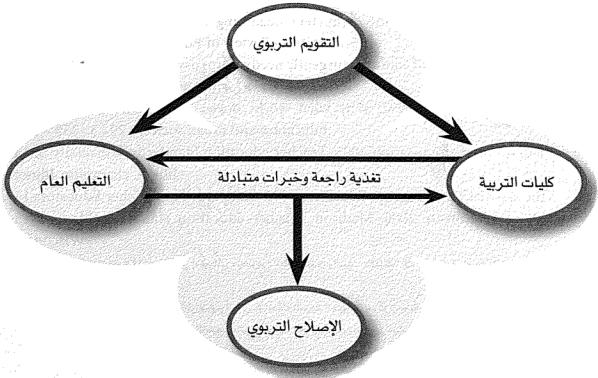 التقويم التربوي
كليات التربية
التعليم العام
تغذية راجعة وخبرات متبادلة
الإصلاح التربوي